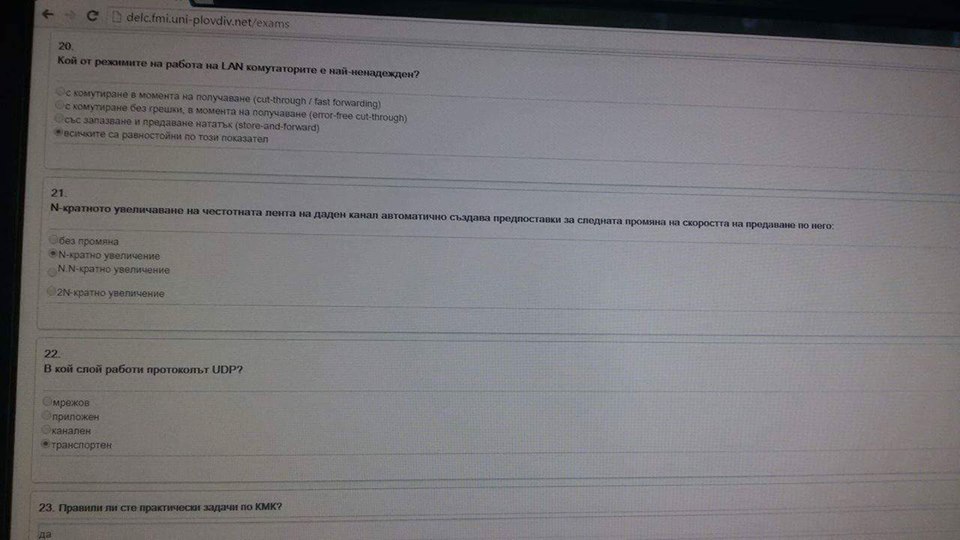 delc.fmi.uni-plovdiv.net/exams
20.
Кой от режимите на работа на LAN комутаторите е най-ненадежден?
с комутиране в момента на получаване (cut-through / fast forwarding)
с комутиране без грешки, в момента на получаване (error-free cut-through)
със запазване и предаване нататък (store-and-forward)
всичките са равностойни по този показател
21.
N-кратното увеличаване на честотната лента на даден канал автоматично създава предпоставки за следната промяна на скоростта на предаване по него:
без промяна
N-кратно увеличение
N.N-кратно увеличение
2N-кратно увеличение
22.
В кой слой работи протоколът UDP?
мрежов
приложен
канален
транспортен
23. Правили ли сте практически задачи по КМК?
да